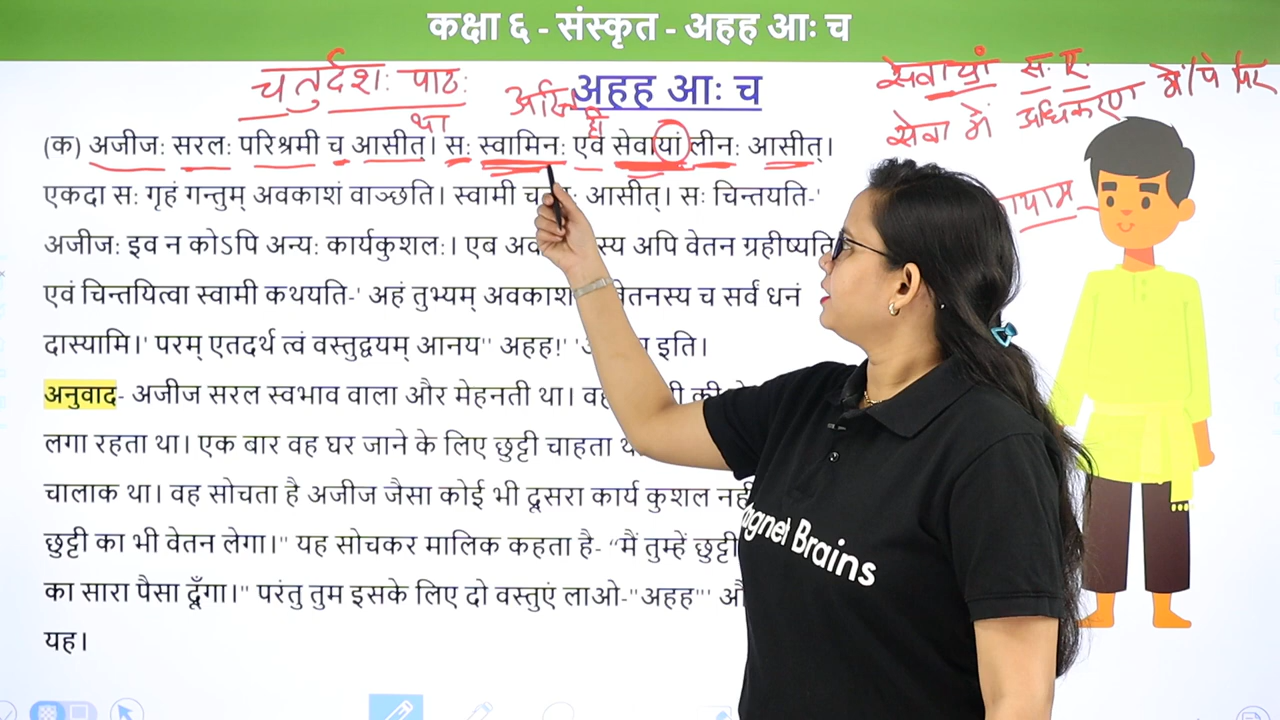 कक्षा ६ - संस्कृत - अहह आः च
चतुर्दशः पाठः
अहह आः च
सेवायां सः ए.
सेवा में अधिकरण में/पे पर
था
ही
(क) अजीज: सरल: परिश्रमी च आसीत्। स: स्वामिन: एव सेवायां लीन: आसीत्।
एकदा स: गृहं गन्तुम् अवकाशं वाञ्छति। स्वामी च आसीत्। सः चिन्तयति-'
अजीज: इव न कोऽपि अन्य: कार्यकुशल:। एब अव स्य अपि वेतन ग्रहीष्यति
एवं चिन्तयित्वा स्वामी कथयति-' अहं तुभ्यम् अवकाश वेतनस्य च सर्वं धनं
दास्यामि।' परम् एतदर्थ त्वं वस्तुद्वयम् आनय'' अहह!' ' इति।
अनुवाद- अजीज सरल स्वभाव वाला और मेहनती था। वह की
लगा रहता था। एक बार वह घर जाने के लिए छुट्टी चाहता
चालाक था। वह सोचता है अजीज जैसा कोई भी दूसरा कार्य कुशल नहीं
छुट्टी का भी वेतन लेगा।'' यह सोचकर मालिक कहता है- “मैं तुम्हें छुट्टी
का सारा पैसा दूँगा।'' परंतु तुम इसके लिए दो वस्तुएं लाओ-''अहह''' औ
यह।
agnet Brains